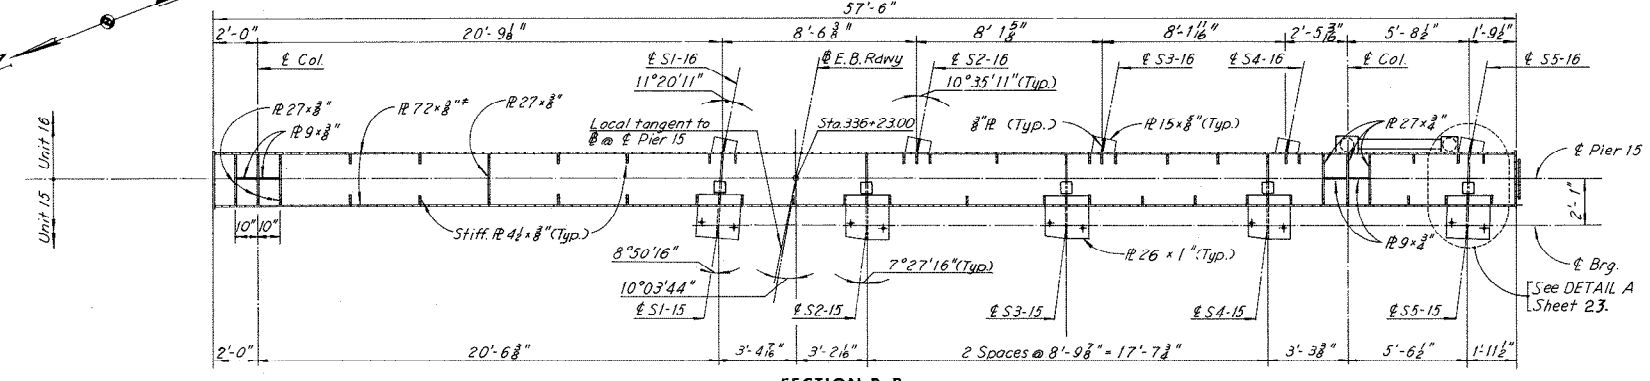 57'-6"
2'-0" 20'-9⅛" 8'-6⅜" 8'-1⅝" 8'-1 11/16" 2'-5 3/16" 5'-8½" 1'-9½"
℄ Col. ℄ S1-16 ⅊ E.B. Rdwy ℄ S2-16 ℄ S3-16 ℄ S4-16 ℄ Col. ℄ S5-16
11°20'11" 10°35'11" (Typ.)
℄ 27×⅜" ℄ 72×⅜"* ℄ 27×⅜"
℄ 9×⅜"
Local tangent to
@ ℄ Pier 15
Sta. 336+23.00
⅜" ℄ (Typ.) ℄ 15×⅝" (Typ.) ℄ 27×¾"
Unit 16
℄ Pier 15
Unit 15
2'-1"
10" 10"
Stiff. ℄ 4½×⅜" (Typ.)
8°50'16"
7°27'16" (Typ.)
10°03'44"
℄ 26 × 1" (Typ.)
℄ 9×¾"
℄ Brg.
See DETAIL A
Sheet 23.
℄ S1-15 ℄ S2-15 ℄ S3-15 ℄ S4-15 ℄ S5-15
2'-0" 20'-6⅜" 3'-4 7/16" 3'-2 1/16" 2 Spaces @ 8'-9⅞" = 17'-7¾" 3'-3⅜" 5'-6½" 1'-11½"